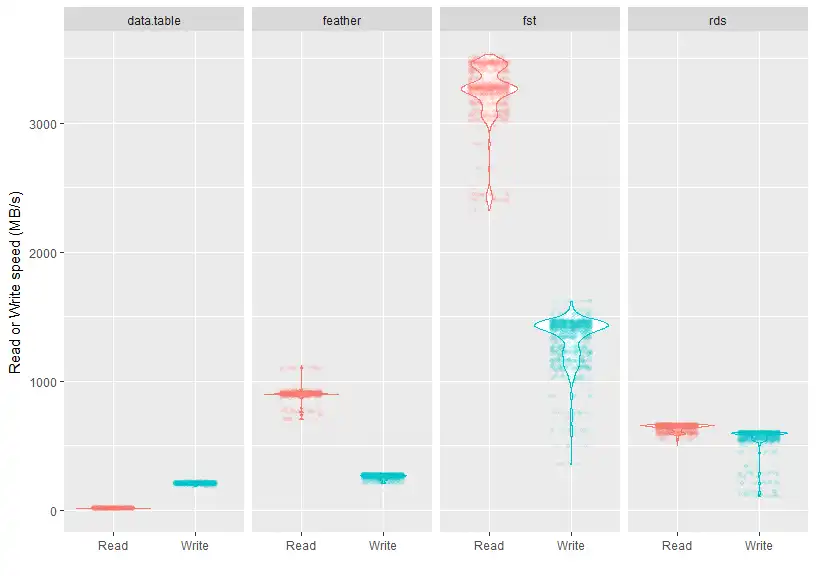 data.table feather fst rds
Read or Write speed (MB/s)
3000
2000
1000
0
Read Write Read Write Read Write Read Write